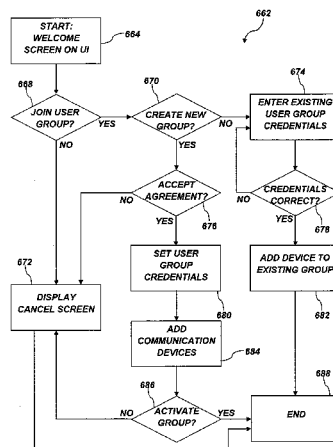 START:
WELCOME
SCREEN ON UI
664
662
668
JOIN USER
GROUP?
YES
NO
670
CREATE NEW
GROUP?
NO
YES
674
ENTER EXISTING
USER GROUP
CREDENTIALS
ACCEPT
AGREEMENT?
NO
YES
676
CREDENTIALS
CORRECT?
NO
YES
678
672
DISPLAY
CANCEL SCREEN
SET USER
GROUP
CREDENTIALS
680
ADD DEVICE TO
EXISTING GROUP
682
ADD
COMMUNICATION
DEVICES
684
686
ACTIVATE
GROUP?
NO
YES
688
END